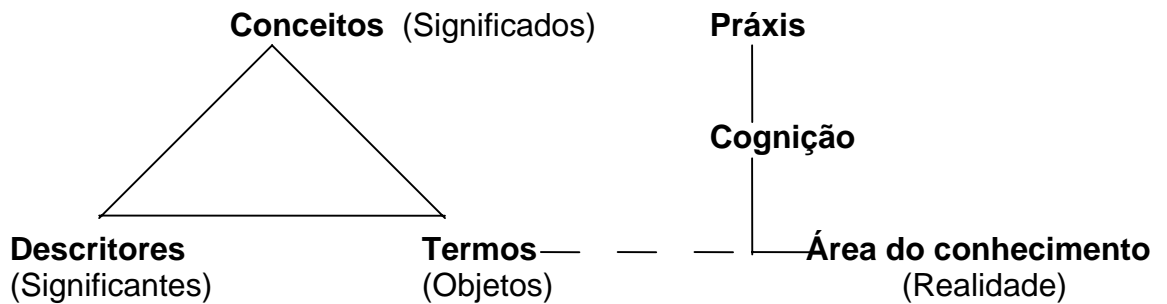 Conceitos (Significados) Práxis
Cognição
Descritores Termos Área do conhecimento
(Significantes) (Objetos) (Realidade)